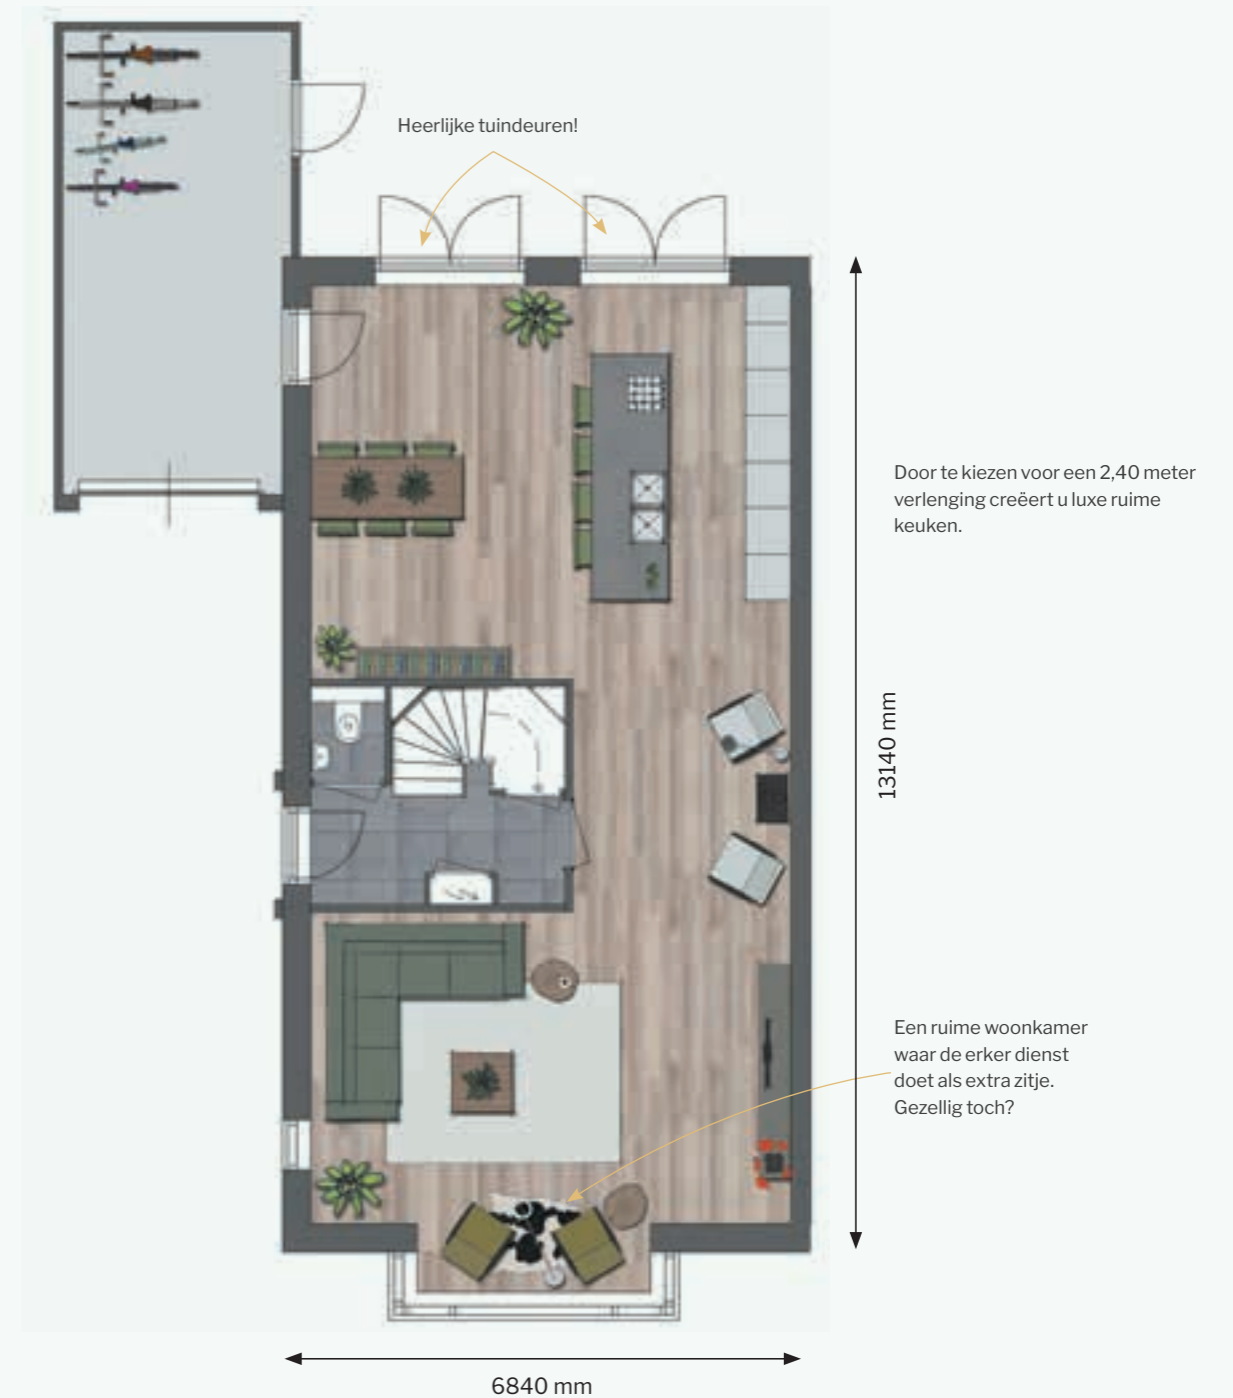 Heerlijke tuindeuren!
Door te kiezen voor een 2,40 meter
verlenging creëert u luxe ruime
keuken.
13140 mm
Een ruime woonkamer
waar de erker dienst
doet als extra zitje.
Gezellig toch?
6840 mm